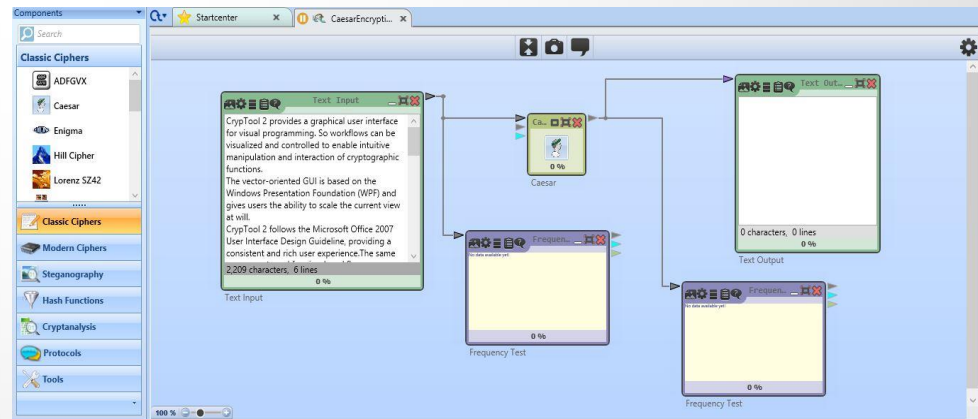 Components
Startcenter
CaesarEncrypti...
Search
Classic Ciphers
ADFGVX
Caesar
Enigma
Hill Cipher
Lorenz SZ42
Classic Ciphers
Modern Ciphers
Steganography
Hash Functions
Cryptanalysis
Protocols
Tools
Text Input
CrypTool 2 provides a graphical user interface
for visual programming. So workflows can be
visualized and controlled to enable intuitive
manipulation and interaction of cryptographic
functions.
The vector-oriented GUI is based on the
Windows Presentation Foundation (WPF) and
gives users the ability to scale the current view
at will.
CrypTool 2 follows the Microsoft Office 2007
User Interface Design Guideline, providing a
consistent and rich user experience.The same
2,209 characters, 6 lines
0 %
Text Input
Ca...
0 %
Caesar
Text Out...
0 characters, 0 lines
0 %
Text Output
Frequen...
No data available yet!
0 %
Frequency Test
Frequen...
No data available yet!
0 %
Frequency Test
100 %